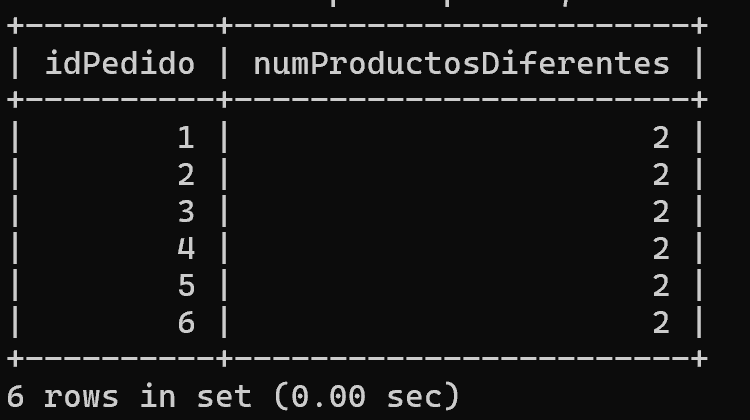 +----------+------------------------+
| idPedido | numProductosDiferentes |
+----------+------------------------+
|        1 |                      2 |
|        2 |                      2 |
|        3 |                      2 |
|        4 |                      2 |
|        5 |                      2 |
|        6 |                      2 |
+----------+------------------------+
6 rows in set (0.00 sec)